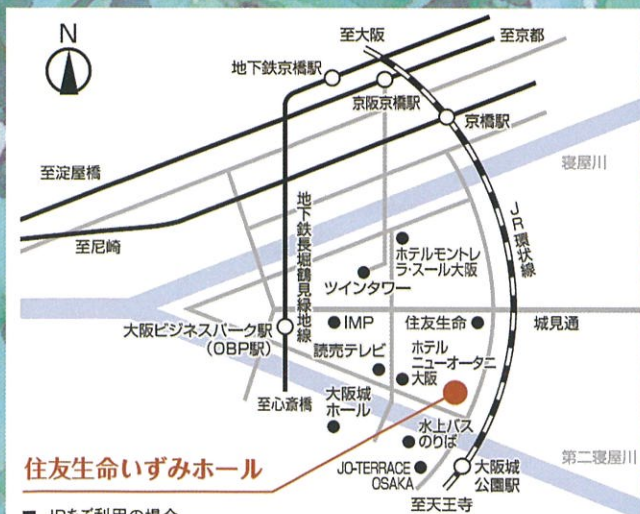 N
至大阪
至京都
地下鉄京橋駅
京阪京橋駅
京橋駅
至淀屋橋
寝屋川
至尼崎
地下鉄長堀鶴見緑地線
JR環状線
ホテルモントレ
ラ・スール大阪
ツインタワー
大阪ビジネスパーク駅
(OBP駅)
IMP
住友生命
城見通
読売テレビ
ホテル
ニューオータニ
大阪
至心斎橋
大阪城
ホール
水上バス
のりば
住友生命いずみホール
JO-TERRACE
OSAKA
大阪城
公園駅
第二寝屋川
至天王寺